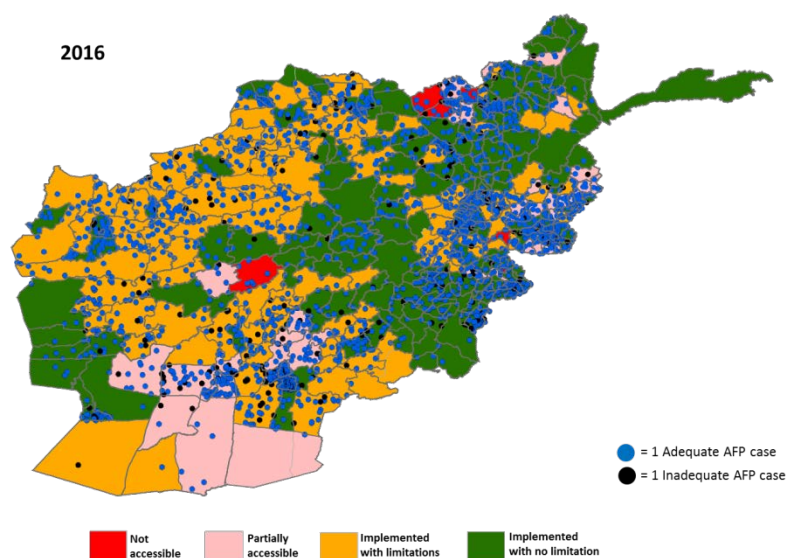 2016
= 1 Adequate AFP case
= 1 Inadequate AFP case
Not accessible
Partially accessible
Implemented with limitations
Implemented with no limitation